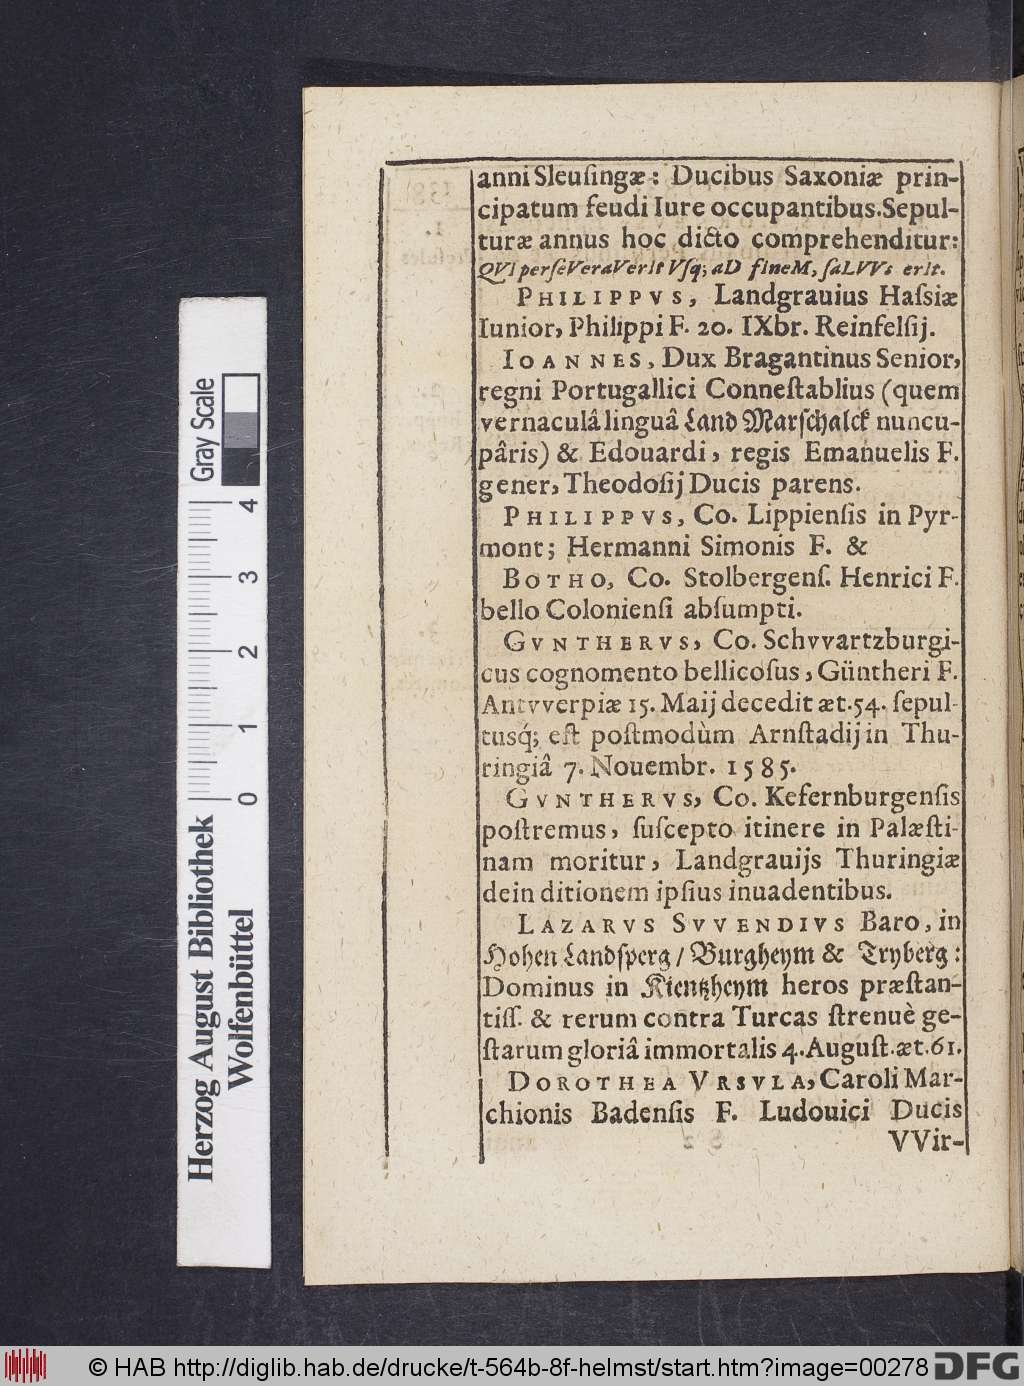 anni Sleuſingæ: Ducibus Saxoniæ prin-
cipatum feudi Iure occupantibus. Sepul-
turæ annus hoc dicto comprehenditur:
QVI perſeVeraVerIt Vſq; aD fIneM, ſaLVVs erIt.
PHILIPPVS, Landgrauius Haſsiæ
Iunior, Philippi F. 20. IXbr. Reinfelſij.
IOANNES, Dux Bragantinus Senior,
regni Portugallici Conneſtablius (quem
vernaculâ linguâ Land Marſchalck nuncu-
pâris) & Edouardi, regis Emanuelis F.
gener, Theodoſij Ducis parens.
PHILIPPVS, Co. Lippienſis in Pyr-
mont; Hermanni Simonis F. &
BOTHO, Co. Stolbergenſ. Henrici F.
bello Colonienſi abſumpti.
GVNTHERVS, Co. Schvvartzburgi-
cus cognomento bellicoſus, Güntheri F.
Antvverpiæ 15. Maij decedit æt. 54. ſepul-
tusq́; eſt poſtmodùm Arnſtadij in Thu-
ringiâ 7. Nouembr. 1585.
GVNTHERVS, Co. Kefernburgenſis
poſtremus, ſuſcepto itinere in Palæſti-
nam moritur, Landgrauijs Thuringiæ
dein ditionem ipſius inuadentibus.
LAZARVS SVVENDIVS Baro, in
Hohen Landſperg / Burgheym & Tryberg:
Dominus in Kientzheym heros præſtan-
tiſſ. & rerum contra Turcas ſtrenuè ge-
ſtarum gloriâ immortalis 4. Auguſt. æt. 61.
DOROTHEA VRSVLA, Caroli Mar-
chionis Badenſis F. Ludouici Ducis
VVir-
Gray Scale
4
3
2
1
0
Herzog August Bibliothek
Wolfenbüttel
© HAB http://diglib.hab.de/drucke/t-564b-8f-helmst/start.htm?image=00278
DFG